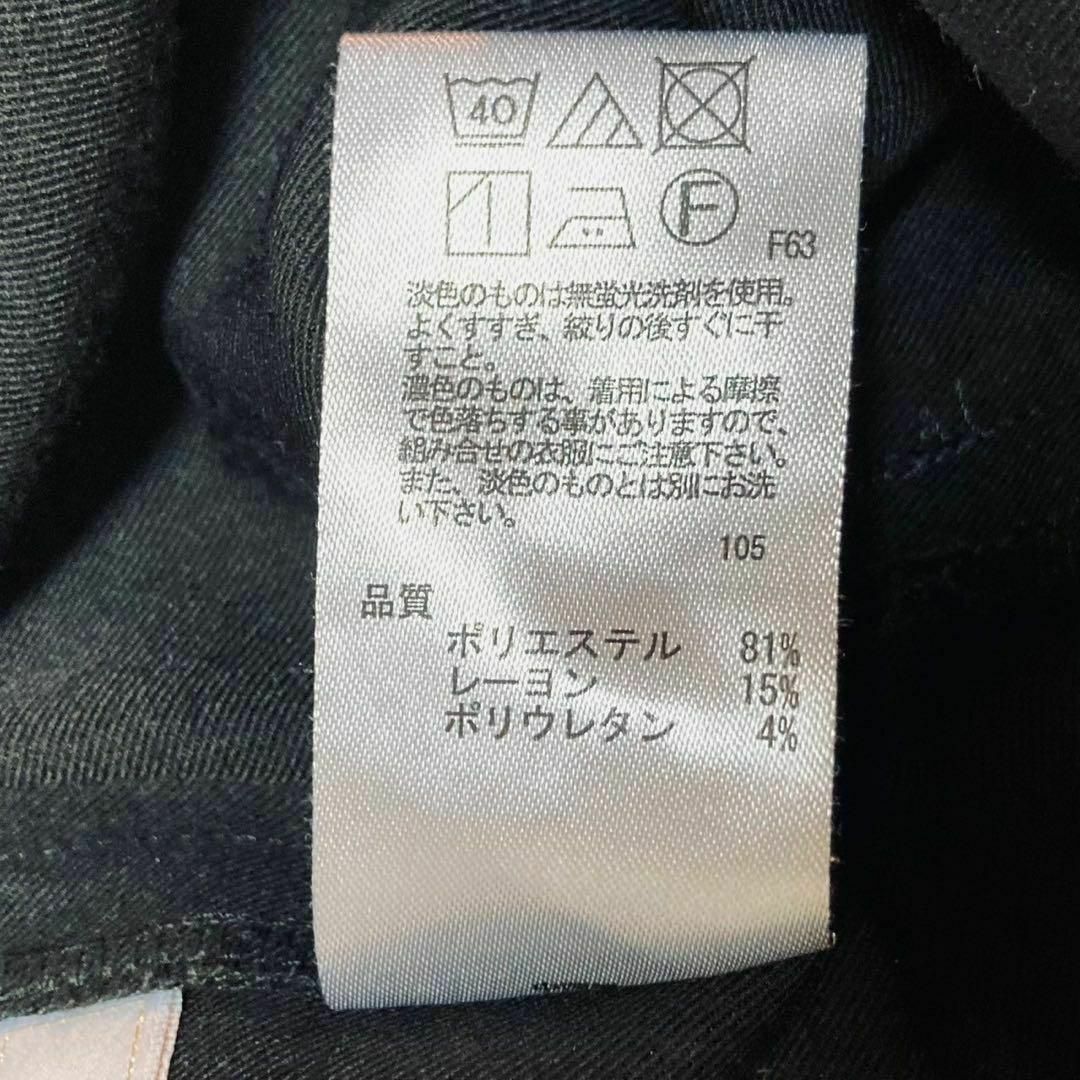 40
F
F63
淡色のものは無蛍光洗剤を使用。
よくすすぎ、絞りの後すぐに干
すこと。
濃色のものは、着用による摩擦
で色落ちする事がありますので、
組み合せの衣服にご注意下さい。
また、淡色のものとは別にお洗
い下さい。
105
品質
ポリエステル 81%
レーヨン 15%
ポリウレタン 4%